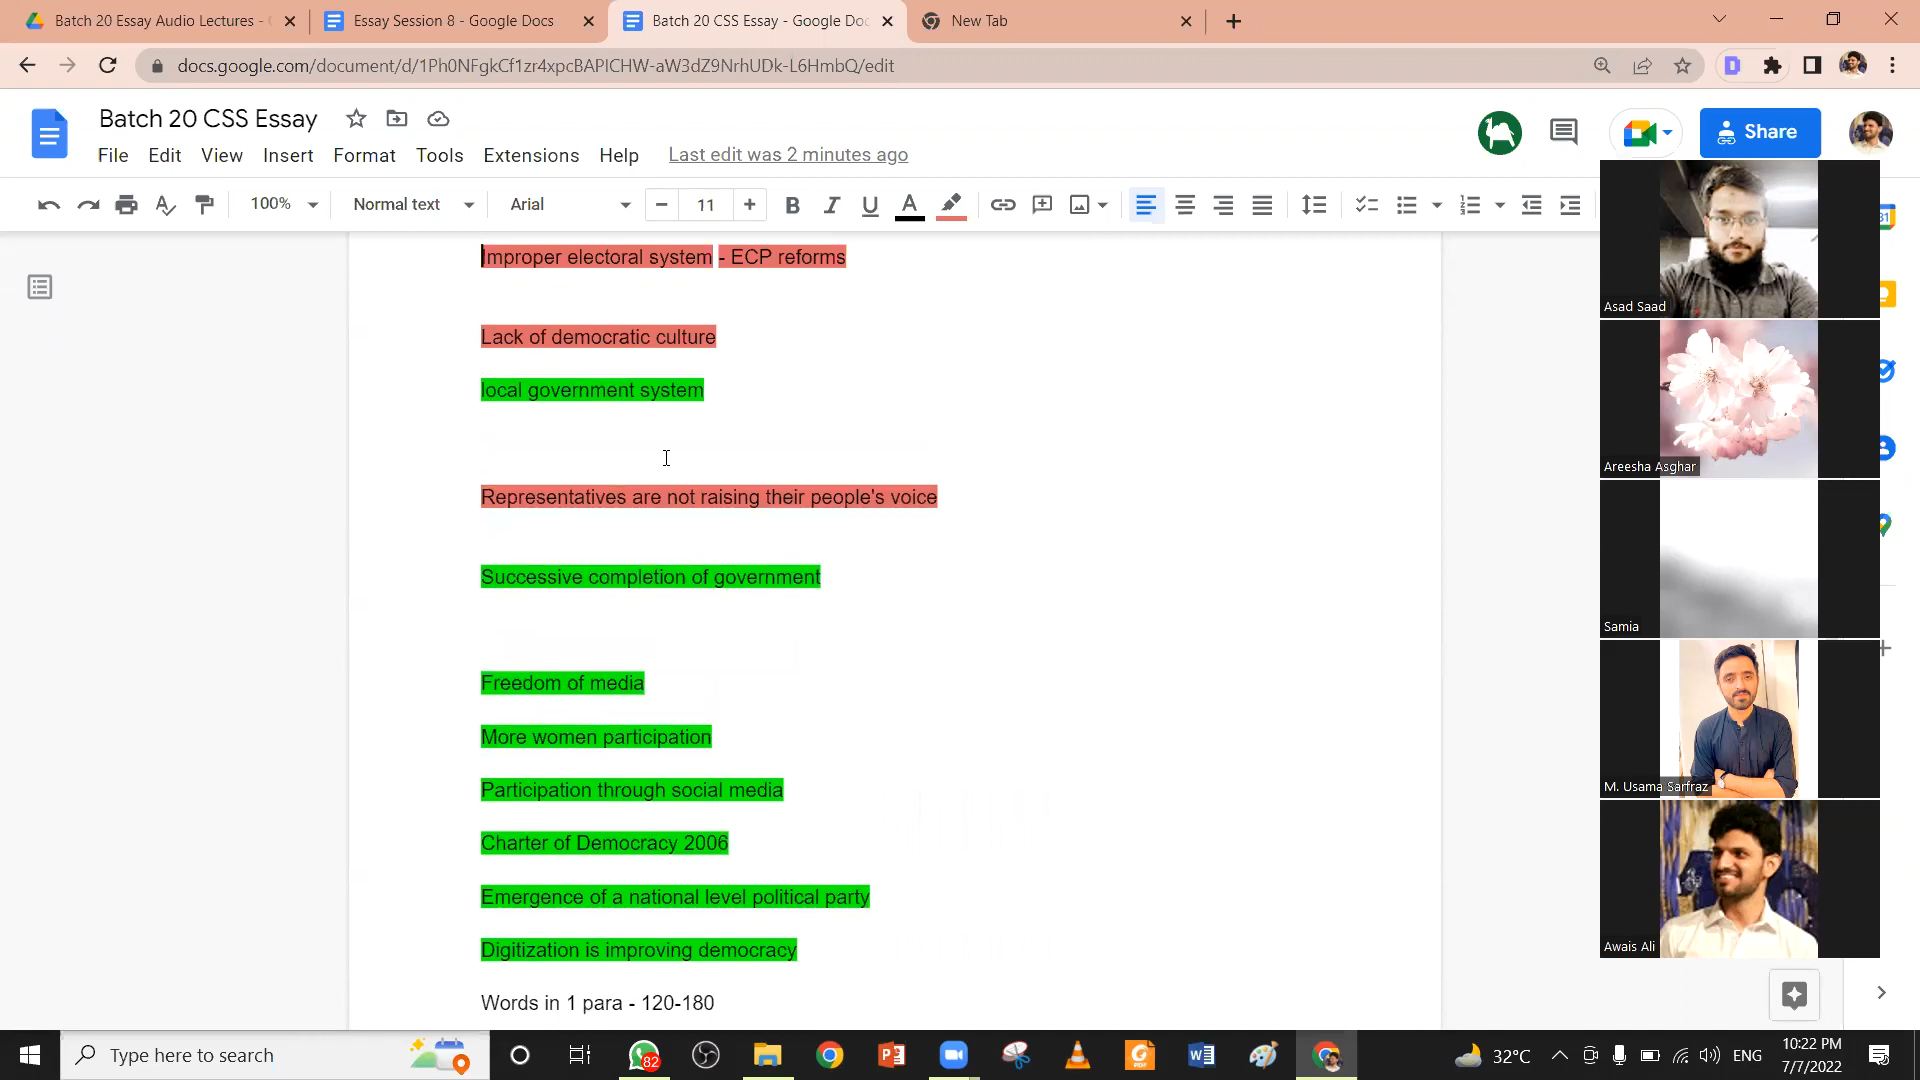 Batch 20 Essay Audio Lectures -
Essay Session 8 - Google Docs
Batch 20 CSS Essay - Google Doc
New Tab
docs.google.com/document/d/1Ph0NFgkCf1zr4xpcBAPlCHW-aW3dZ9NrhUDk-L6HmbQ/edit
Batch 20 CSS Essay
File Edit View Insert Format Tools Extensions Help Last edit was 2 minutes ago
Share
100% Normal text Arial 11
Improper electoral system - ECP reforms
Lack of democratic culture
local government system
Representatives are not raising their people's voice
Successive completion of government
Freedom of media
More women participation
Participation through social media
Charter of Democracy 2006
Emergence of a national level political party
Digitization is improving democracy
Words in 1 para - 120-180
Asad Saad
Areesha Asghar
Samia
M. Usama Sarfraz
Awais Ali
Type here to search
82
32°C
ENG
10:22 PM
7/7/2022